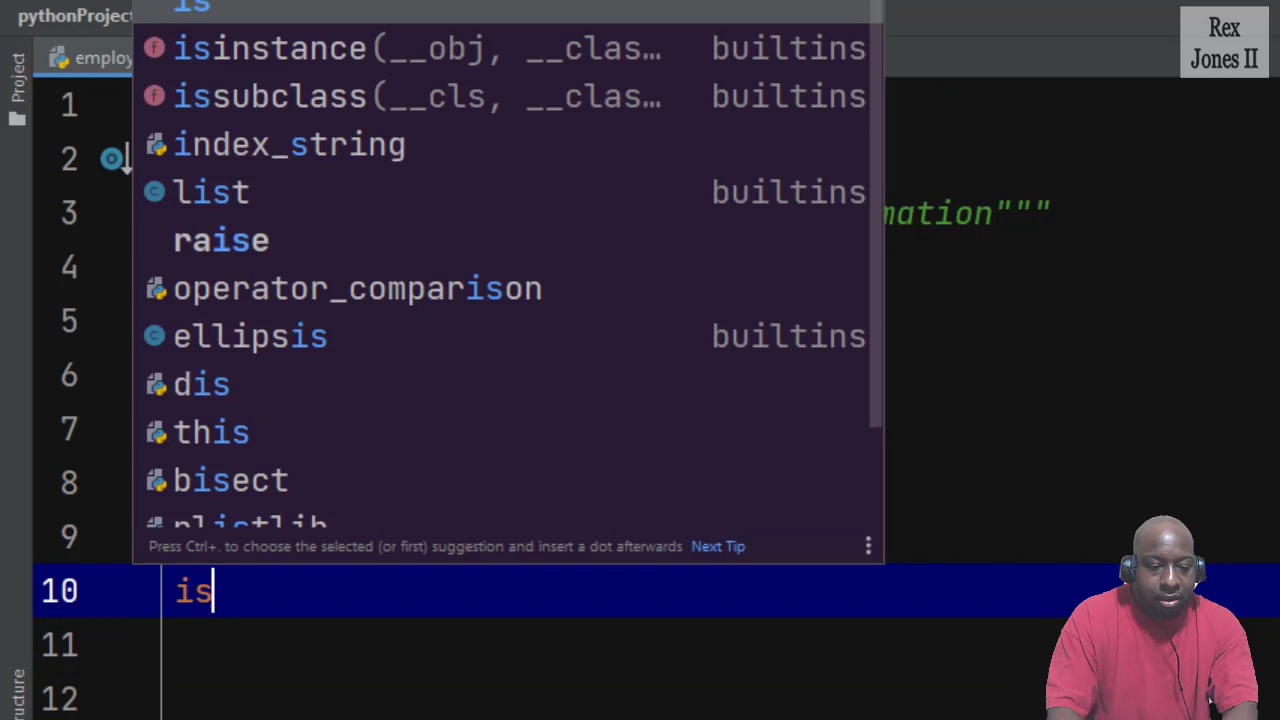 pythonProject
Rex
Jones II
Project
employ
is
isinstance(__obj, __clas… builtins
issubclass(__cls, __clas… builtins
index_string
list builtins
raise
operator_comparison
ellipsis builtins
dis
this
bisect
plistlib
Press Ctrl+. to choose the selected (or first) suggestion and insert a dot afterwards Next Tip
1
2
3 mation"""
4
5
6
7
8
9
10 is
11
12
ructure